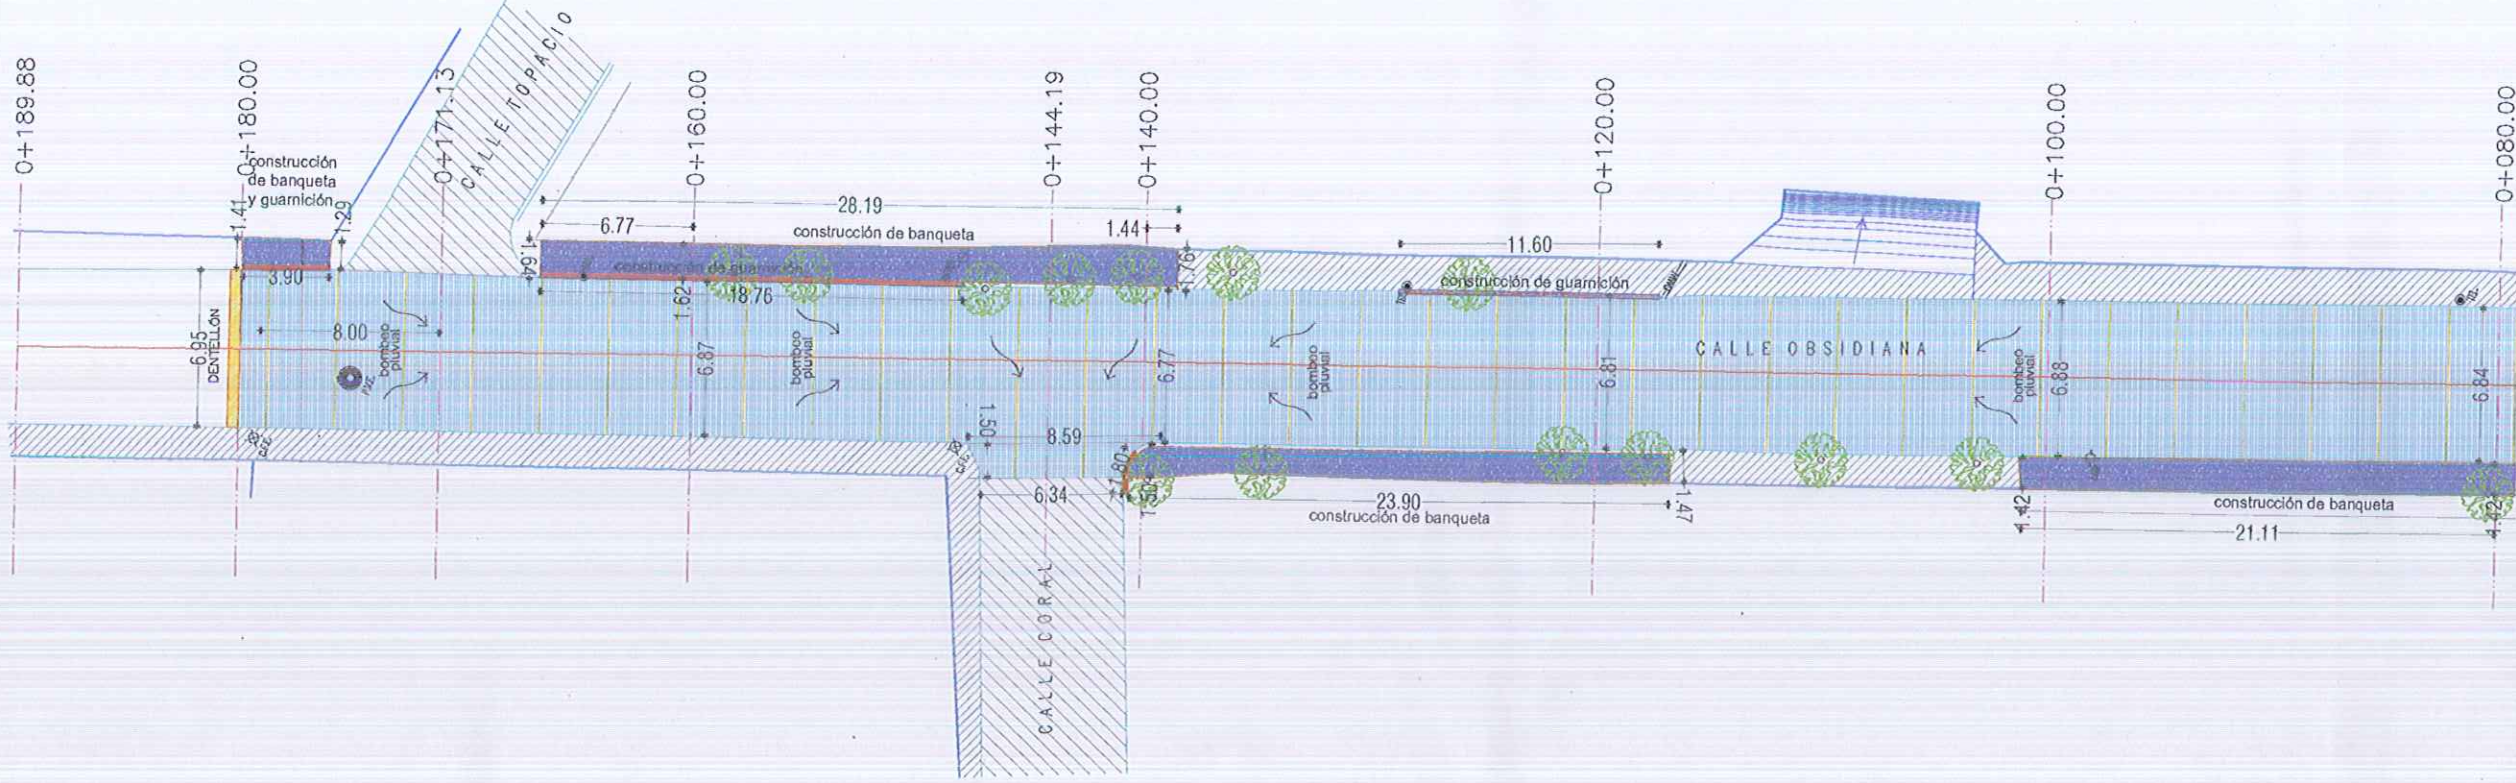 0+189.88
0+180.00
0+171.13
0+160.00
0+144.19
0+140.00
0+120.00
0+100.00
0+080.00
CALLE TOPACIO
construcción
de banqueta
y guarnición
1.41
1.29
3.90
28.19
6.77
construcción de banqueta
1.44
1.64
construcción de guarnición
18.76
1.62
1.76
11.60
construcción de guarnición
TEL
6.95
DENTELLÓN
8.00
bombeo
pluvial
6.87
bombeo
pluvial
6.77
bombeo
pluvial
6.81
CALLE OBSIDIANA
bombeo
pluvial
6.88
6.84
C.F.E.
C.F.E.
1.50
8.59
1.80
6.34
1.50
23.90
construcción de banqueta
1.47
1.42
construcción de banqueta
1.42
21.11
CALLE CORAL